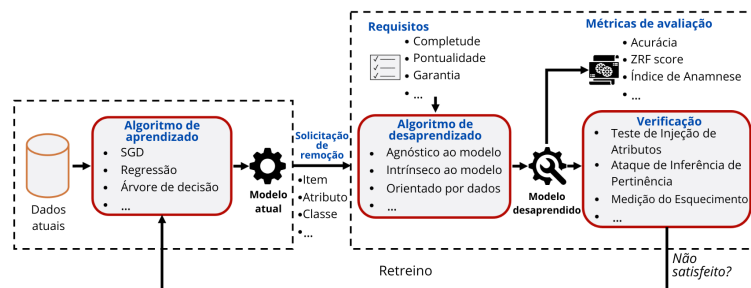 Requisitos
• Completude
• Pontualidade
• Garantia
• ...
Métricas de avaliação
• Acurácia
• ZRF score
• Índice de Anamnese
• ...
Dados
atuais
Algoritmo de
aprendizado
• SGD
• Regressão
• Árvore de decisão
• ...
Modelo
atual
Solicitação
de
remoção
•Item
•Atributo
•Classe
•...
Algoritmo de
desaprendizado
• Agnóstico ao modelo
• Intrínseco ao modelo
• Orientado por dados
• ...
Modelo
desaprendido
Verificação
• Teste de Injeção de
Atributos
• Ataque de Inferência de
Pertinência
• Medição do Esquecimento
• ...
Retreino
Não
satisfeito?